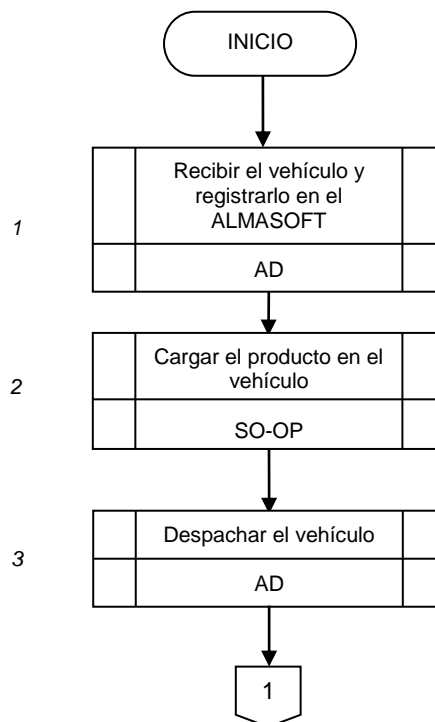 INICIO
1
Recibir el vehículo y
registrarlo en el
ALMASOFT
AD
2
Cargar el producto en el
vehículo
SO-OP
3
Despachar el vehículo
AD
1